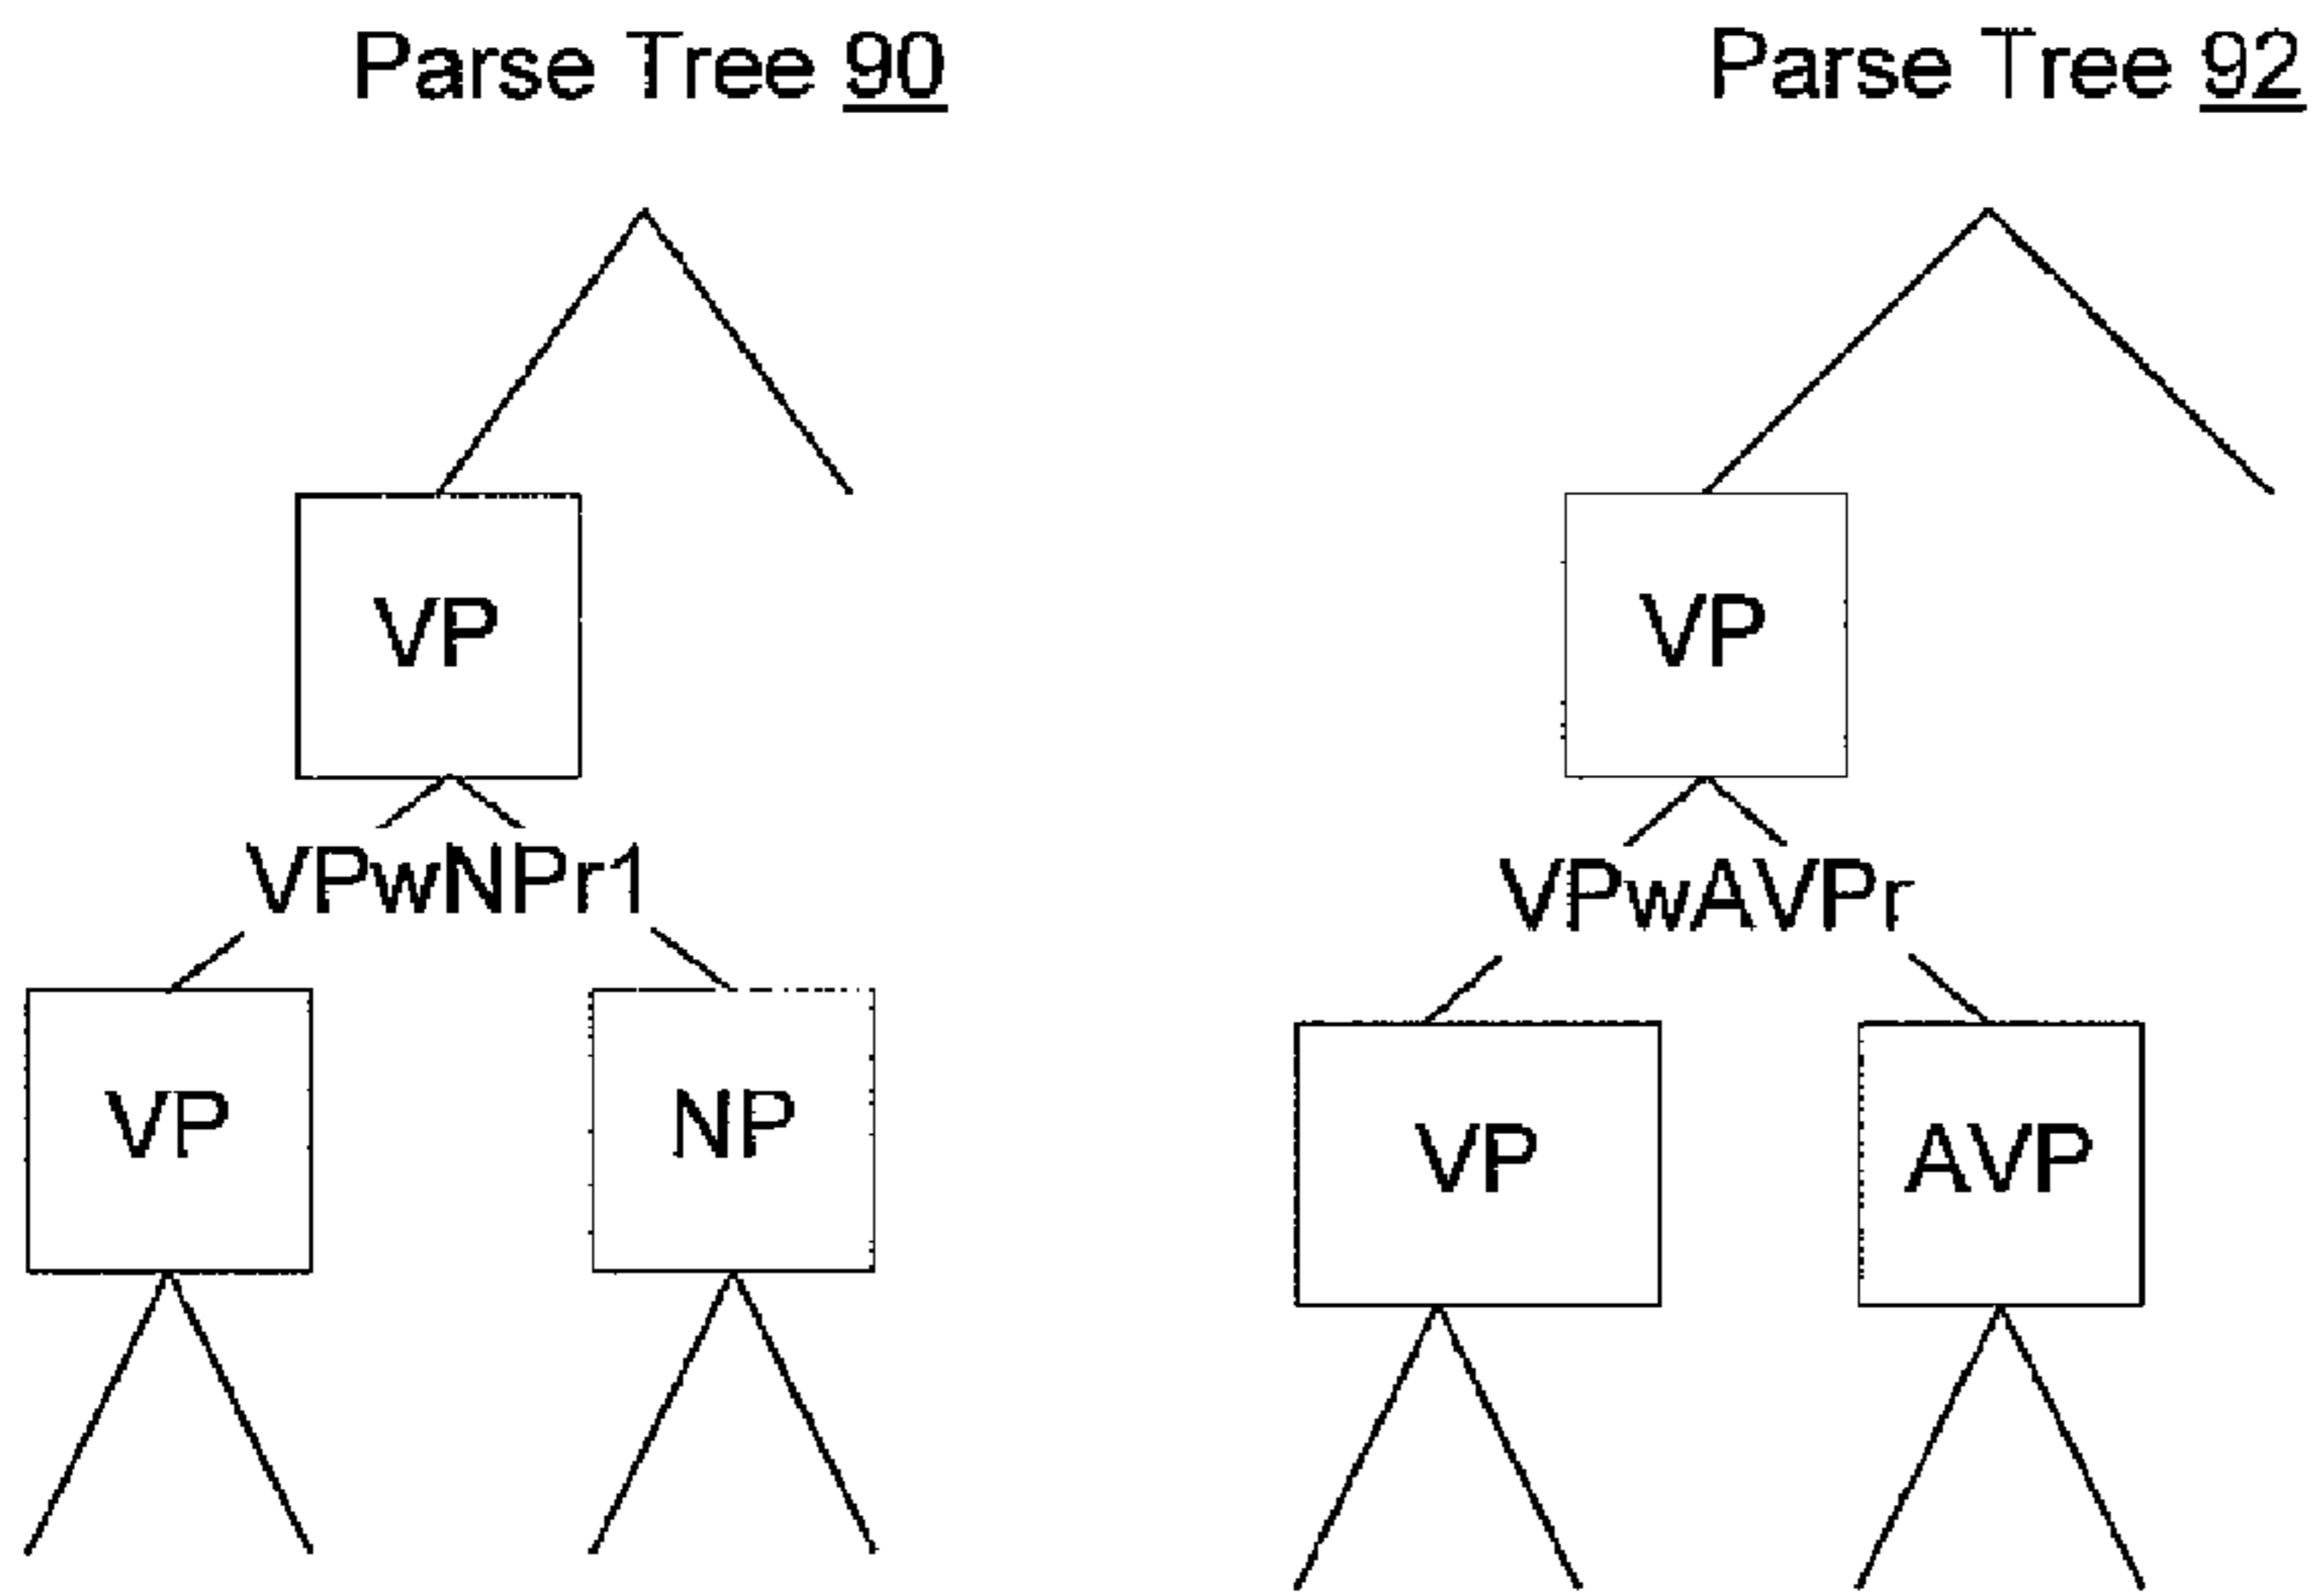 Parse Tree 90
Parse Tree 92
VP
VP
VPwNPr1
VPwAVPr
VP
NP
VP
AVP